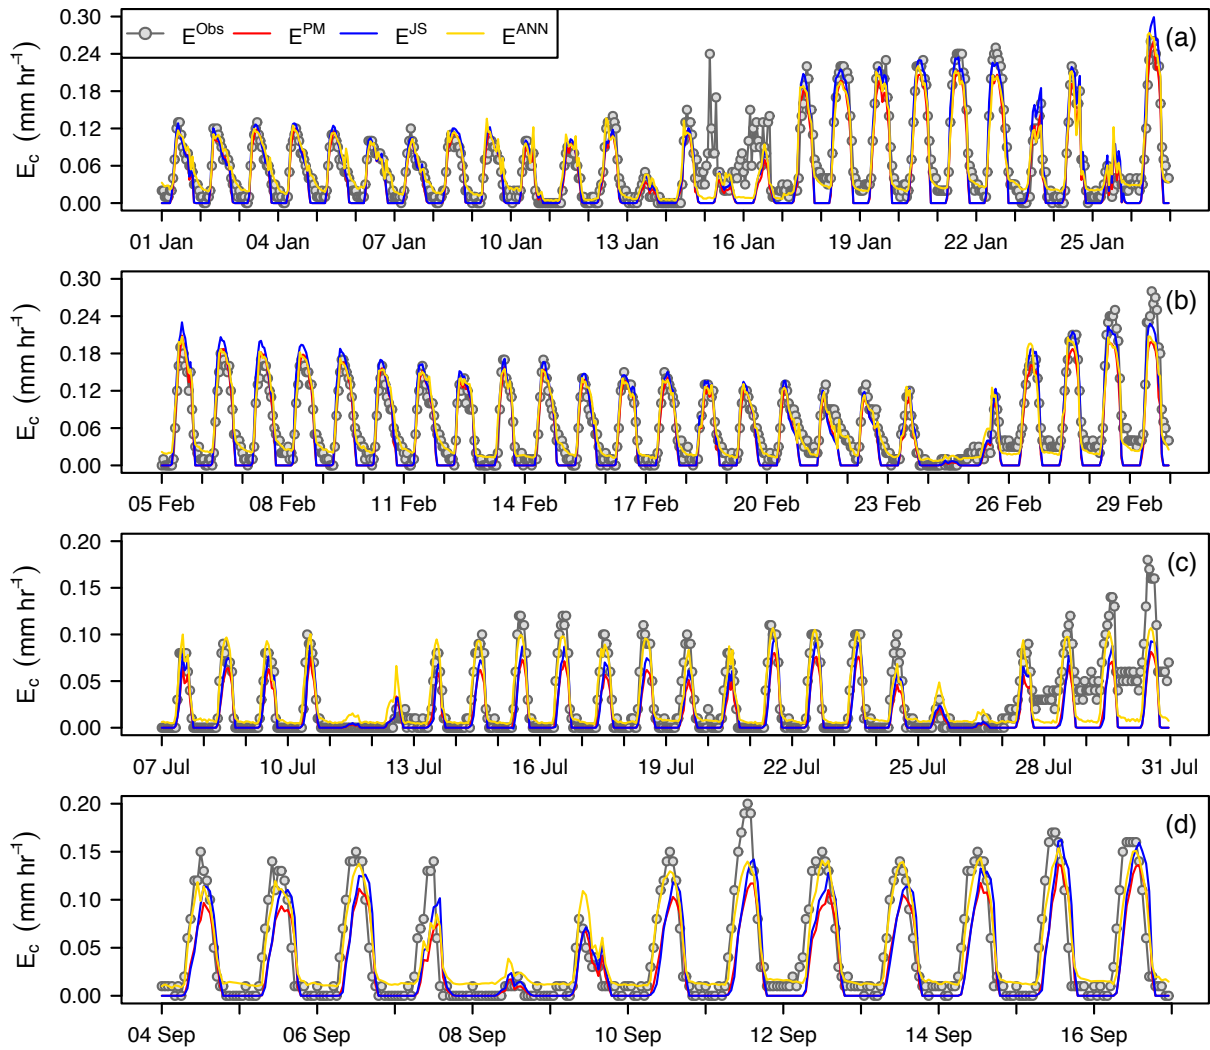 E^Obs E^PM E^JS E^ANN
(a)
E_c (mm hr^-1)
0.30
0.24
0.18
0.12
0.06
0.00
01 Jan 04 Jan 07 Jan 10 Jan 13 Jan 16 Jan 19 Jan 22 Jan 25 Jan
(b)
E_c (mm hr^-1)
0.30
0.24
0.18
0.12
0.06
0.00
05 Feb 08 Feb 11 Feb 14 Feb 17 Feb 20 Feb 23 Feb 26 Feb 29 Feb
(c)
E_c (mm hr^-1)
0.20
0.15
0.10
0.05
0.00
07 Jul 10 Jul 13 Jul 16 Jul 19 Jul 22 Jul 25 Jul 28 Jul 31 Jul
(d)
E_c (mm hr^-1)
0.20
0.15
0.10
0.05
0.00
04 Sep 06 Sep 08 Sep 10 Sep 12 Sep 14 Sep 16 Sep